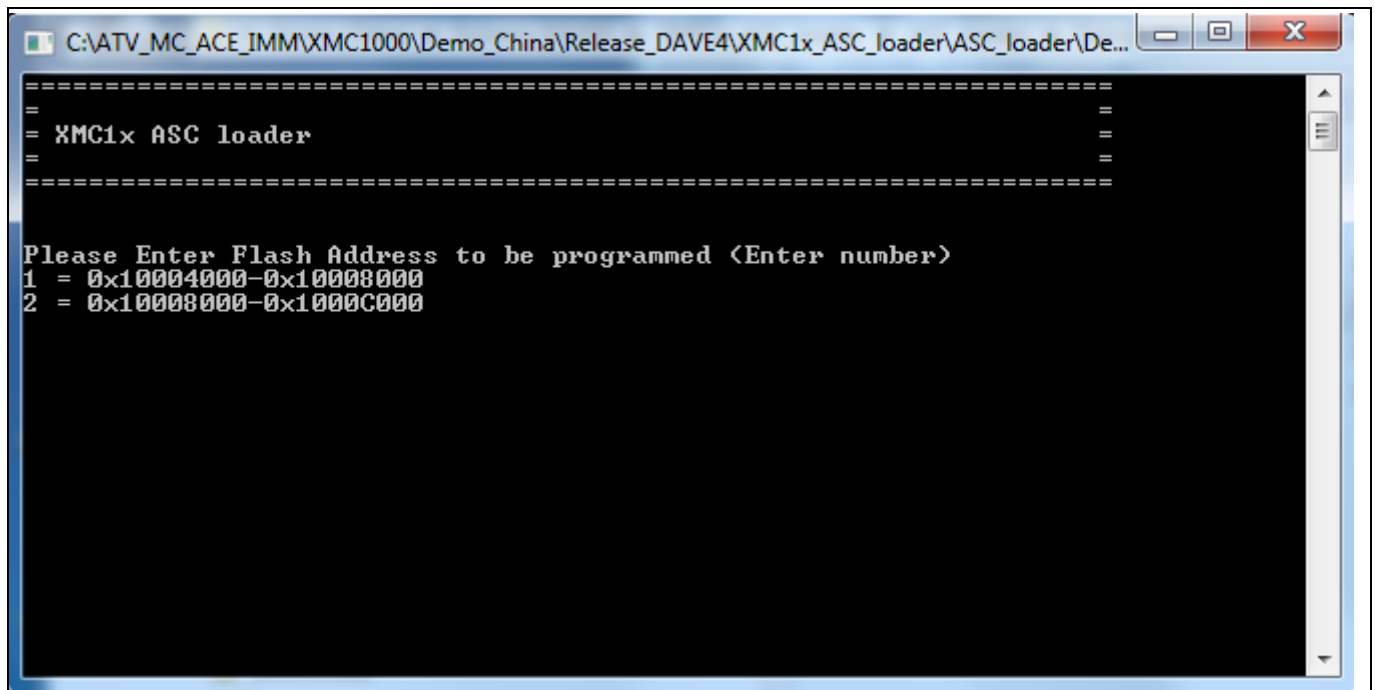 C:\ATV_MC_ACE_IMM\XMC1000\Demo_China\Release_DAVE4\XMC1x_ASC_loader\ASC_loader\De...
====================================================================
= =
= XMC1x ASC loader =
= =
====================================================================
Please Enter Flash Address to be programmed (Enter number)
1 = 0x10004000-0x10008000
2 = 0x10008000-0x1000C000